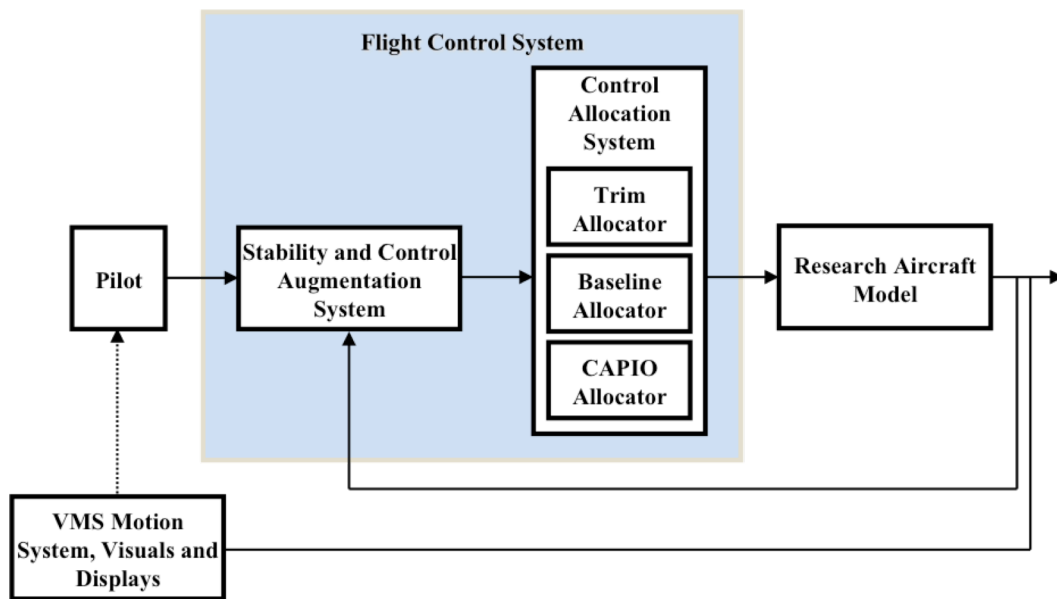 Flight Control System
Control
Allocation
System
Trim
Allocator
Baseline
Allocator
CAPIO
Allocator
Stability and Control
Augmentation
System
Pilot
Research Aircraft
Model
VMS Motion
System, Visuals and
Displays